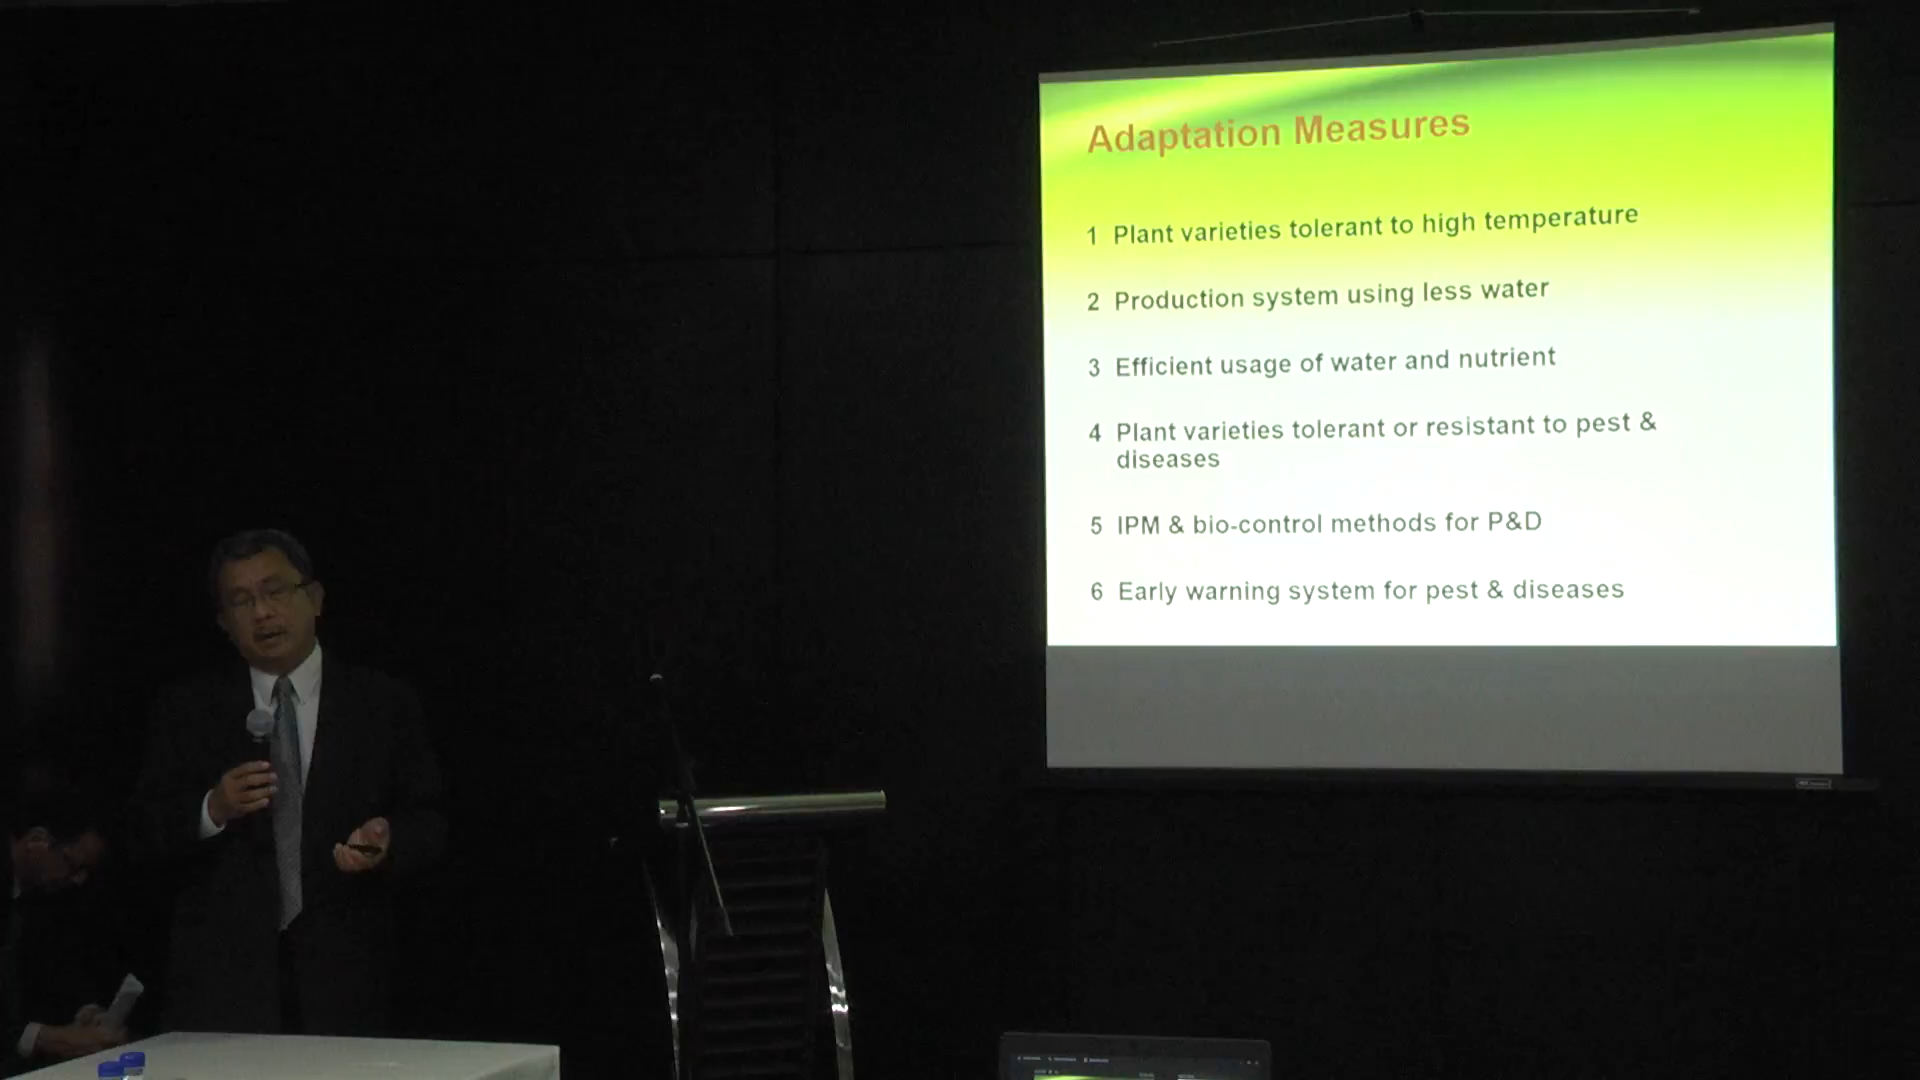 Adaptation Measures
1 Plant varieties tolerant to high temperature
2 Production system using less water
3 Efficient usage of water and nutrient
4 Plant varieties tolerant or resistant to pest &
diseases
5 IPM & bio-control methods for P&D
6 Early warning system for pest & diseases